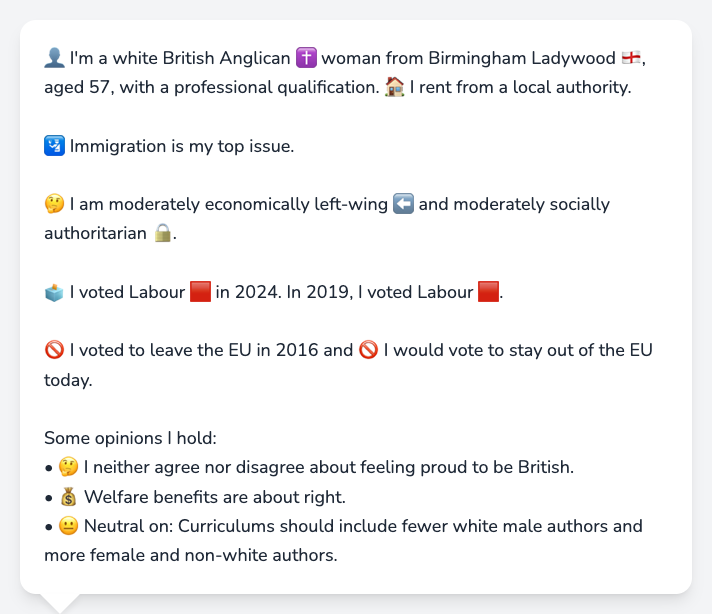 👤 I'm a white British Anglican ✝️ woman from Birmingham Ladywood 🏴󠁧󠁢󠁥󠁮󠁧󠁿,
aged 57, with a professional qualification. 🏠 I rent from a local authority.
🛂 Immigration is my top issue.
🤔 I am moderately economically left-wing ⬅️ and moderately socially
authoritarian 🔒.
🗳️ I voted Labour 🟥 in 2024. In 2019, I voted Labour 🟥.
🚫 I voted to leave the EU in 2016 and 🚫 I would vote to stay out of the EU
today.
Some opinions I hold:
• 🤔 I neither agree nor disagree about feeling proud to be British.
• 💰 Welfare benefits are about right.
• 😐 Neutral on: Curriculums should include fewer white male authors and
more female and non-white authors.